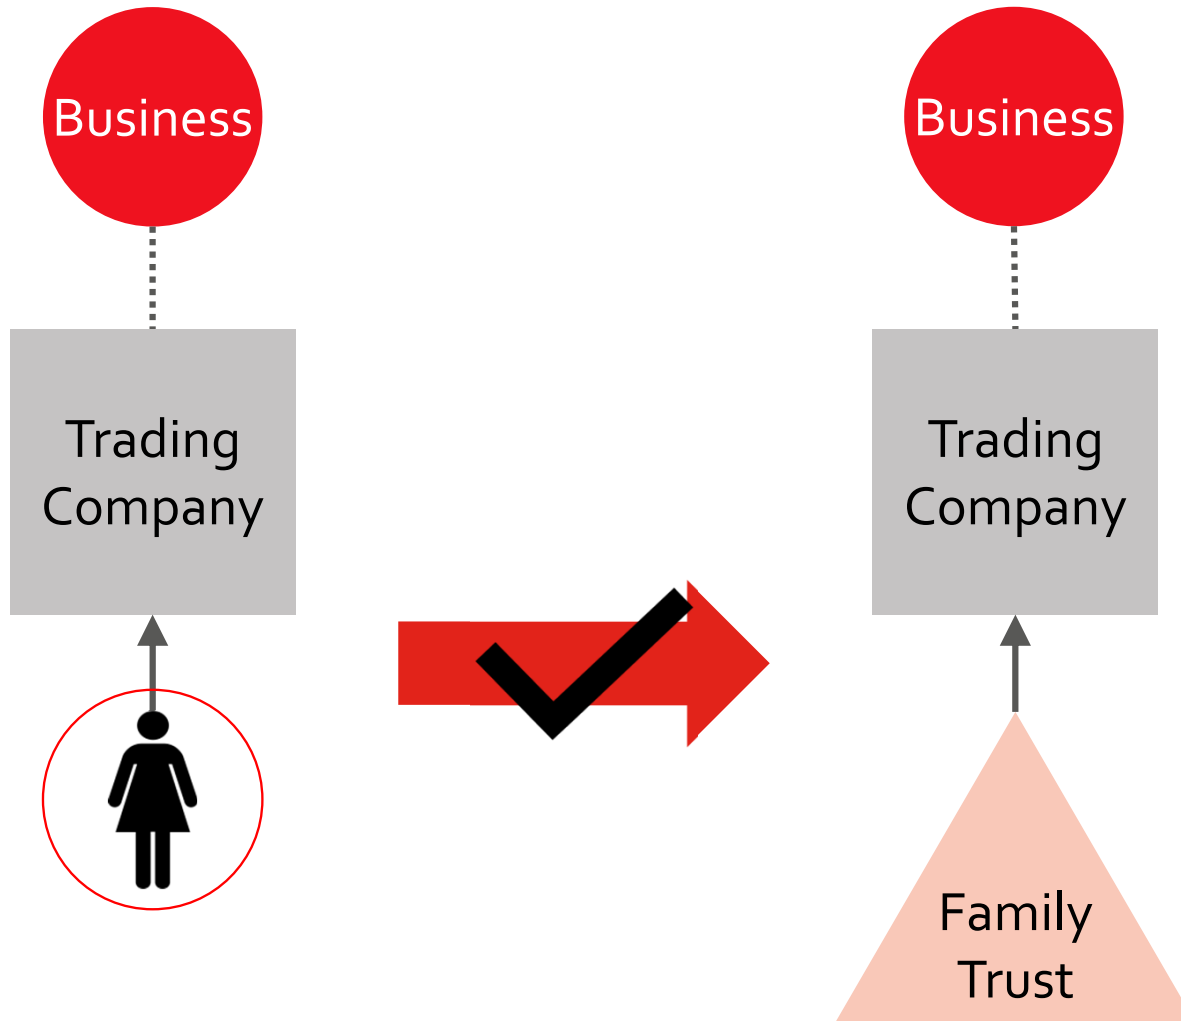 Business
Trading
Company
Business
Trading
Company
Family
Trust